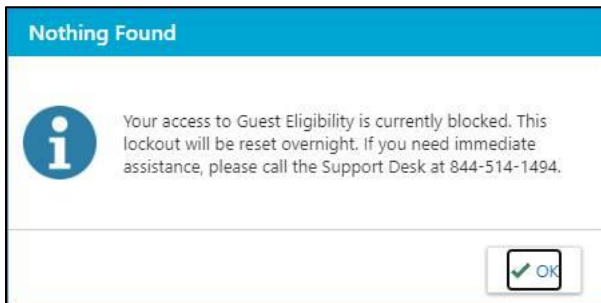 Nothing Found
Your access to Guest Eligibility is currently blocked. This
lockout will be reset overnight. If you need immediate
assistance, please call the Support Desk at 844-514-1494.
OK